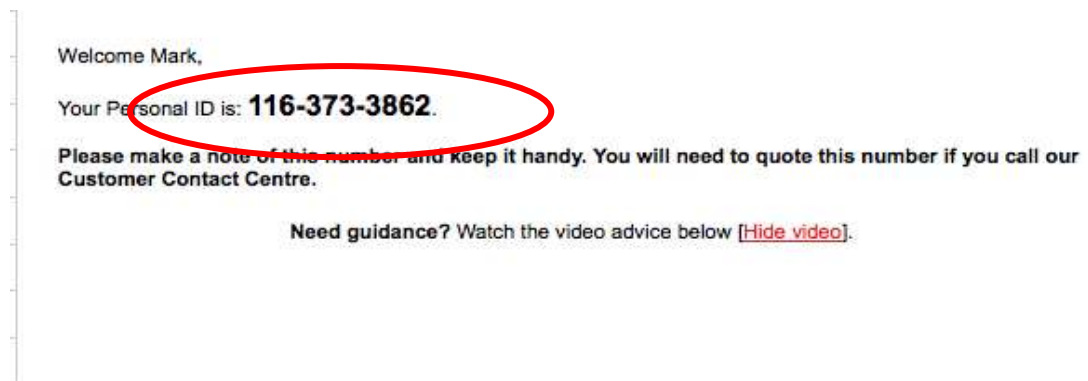 Welcome Mark,
Your Personal ID is: 116-373-3862.
Please make a note of this number and keep it handy. You will need to quote this number if you call our
Customer Contact Centre.
Need guidance? Watch the video advice below [Hide video].